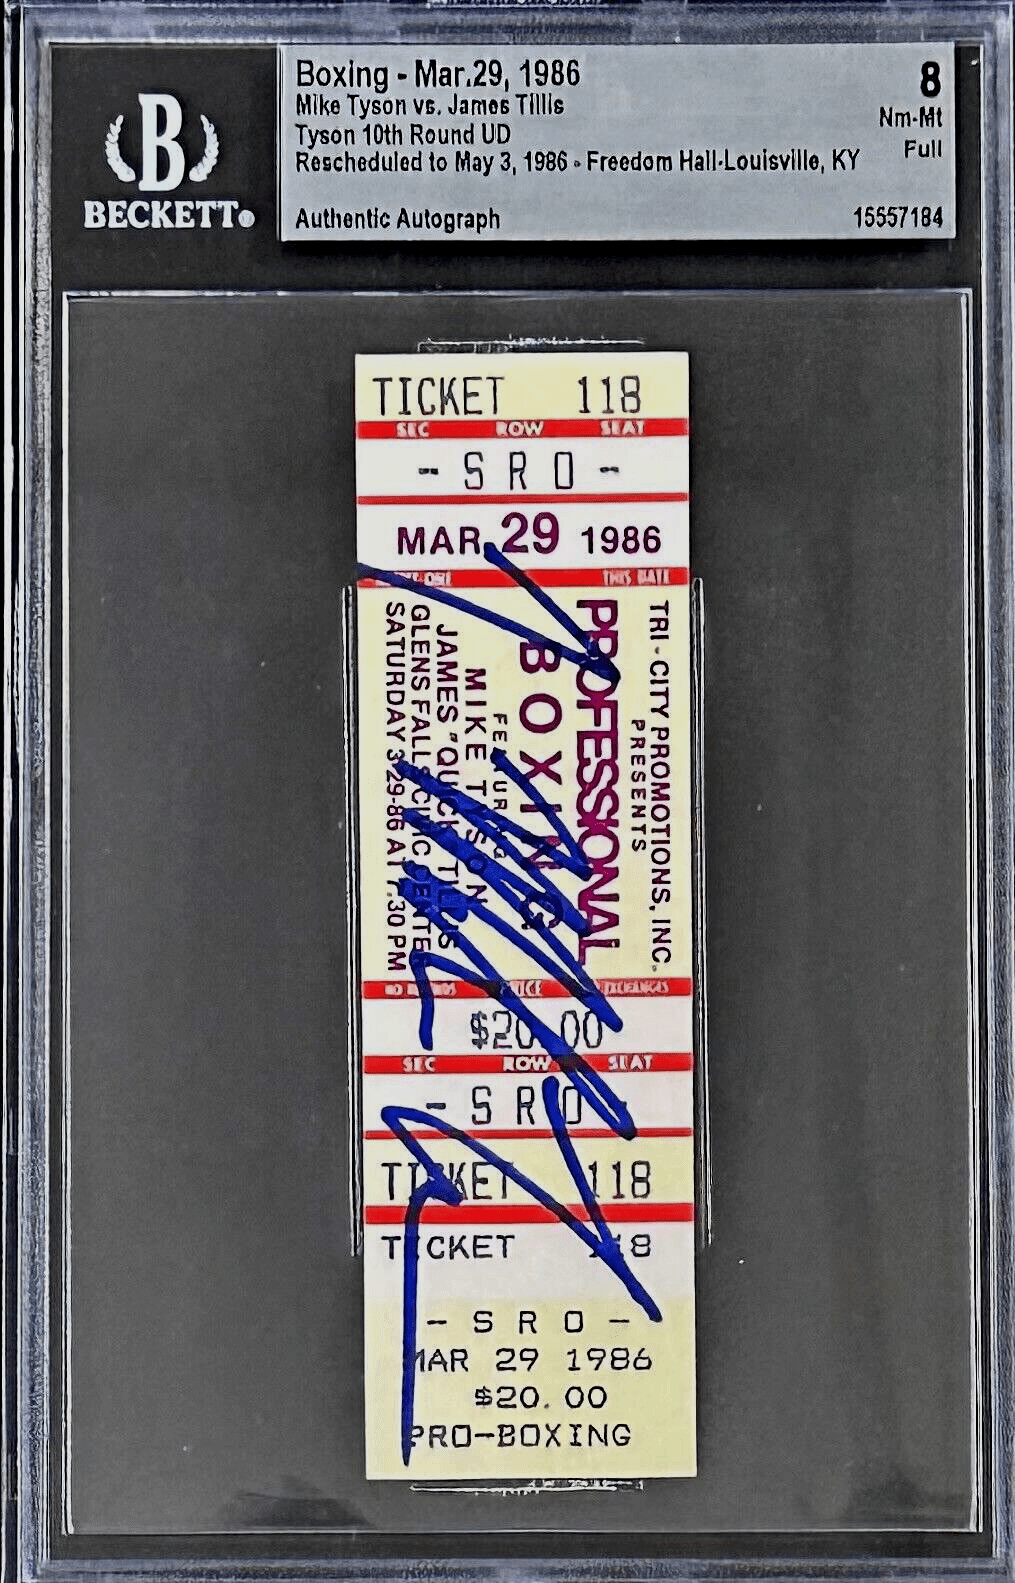 Boxing - Mar.29, 1986
8
Mike Tyson vs. James Tillis
Nm-Mt
Tyson 10th Round UD
Full
Rescheduled to May 3, 1986 - Freedom Hall-Louisville, KY
Authentic Autograph
15557184
B
BECKETT
TICKET 118
SEC ROW SEAT
- S R O -
MAR. 29 1986
THIS DATE
TRI-CITY PROMOTIONS, INC.
PRESENTS
PROFESSIONAL
BOXING
FEATURING
MIKE TYSON
JAMES "QUICK" TILLIS
GLENS FALLS CIVIC CENTER
SATURDAY 3-29-86 AT 7:30 PM
EXCHANGES
$20.00
SEC ROW SEAT
- S R O -
TICKET 118
TICKET 118
- S R O -
MAR 29 1986
$20.00
PRO-BOXING